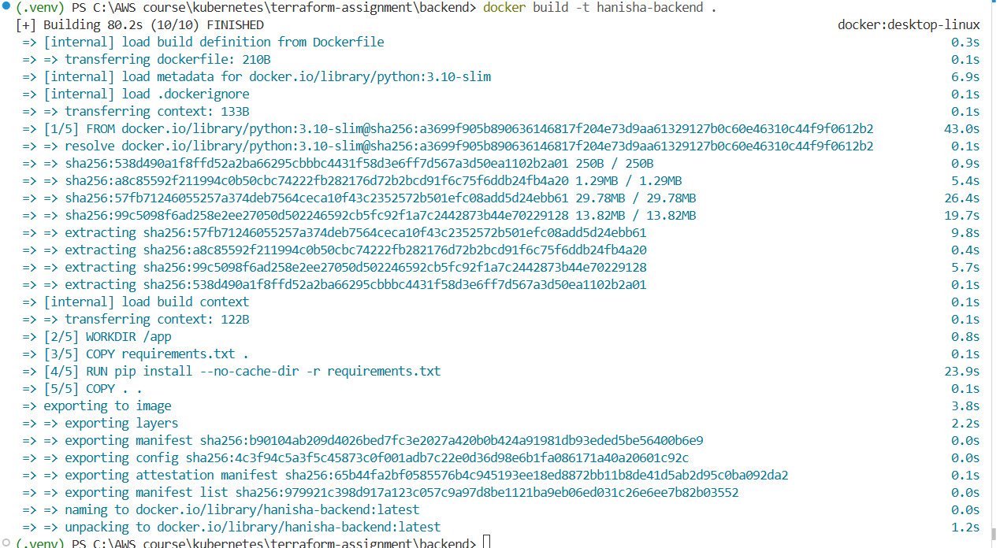 (.venv) PS C:\AWS course\kubernetes\terraform-assignment\backend> docker build -t hanisha-backend .
[+] Building 80.2s (10/10) FINISHED docker:desktop-linux
=> [internal] load build definition from Dockerfile 0.3s
=> => transferring dockerfile: 210B 0.1s
=> [internal] load metadata for docker.io/library/python:3.10-slim 6.9s
=> [internal] load .dockerignore 0.1s
=> => transferring context: 133B 0.1s
=> [1/5] FROM docker.io/library/python:3.10-slim@sha256:a3699f905b890636146817f204e73d9aa61329127b0c60e46310c44f9f0612b2 43.0s
=> => resolve docker.io/library/python:3.10-slim@sha256:a3699f905b890636146817f204e73d9aa61329127b0c60e46310c44f9f0612b2 0.1s
=> => sha256:538d490a1f8ffd52a2ba66295cbbbc4431f58d3e6ff7d567a3d50ea1102b2a01 250B / 250B 0.9s
=> => sha256:a8c85592f211994c0b50cbc74222fb282176d72b2bcd91f6c75f6ddb24fb4a20 1.29MB / 1.29MB 5.4s
=> => sha256:57fb71246055257a374deb7564ceca10f43c2352572b501efc08add5d24ebb61 29.78MB / 29.78MB 26.4s
=> => sha256:99c5098f6ad258e2ee27050d502246592cb5fc92f1a7c2442873b44e70229128 13.82MB / 13.82MB 19.7s
=> => extracting sha256:57fb71246055257a374deb7564ceca10f43c2352572b501efc08add5d24ebb61 9.8s
=> => extracting sha256:a8c85592f211994c0b50cbc74222fb282176d72b2bcd91f6c75f6ddb24fb4a20 0.4s
=> => extracting sha256:99c5098f6ad258e2ee27050d502246592cb5fc92f1a7c2442873b44e70229128 5.7s
=> => extracting sha256:538d490a1f8ffd52a2ba66295cbbbc4431f58d3e6ff7d567a3d50ea1102b2a01 0.1s
=> [internal] load build context 0.1s
=> => transferring context: 122B 0.1s
=> [2/5] WORKDIR /app 0.8s
=> [3/5] COPY requirements.txt . 0.1s
=> [4/5] RUN pip install --no-cache-dir -r requirements.txt 23.9s
=> [5/5] COPY . . 0.1s
=> exporting to image 3.8s
=> => exporting layers 2.2s
=> => exporting manifest sha256:b90104ab209d4026bed7fc3e2027a420b0b424a91981db93eded5be56400b6e9 0.0s
=> => exporting config sha256:4c3f94c5a3f5c45873c0f001adb7c22e0d36d98e6b1fa086171a40a20601c92c 0.0s
=> => exporting attestation manifest sha256:65b44fa2bf0585576b4c945193ee18ed8872bb11b8de41d5ab2d95c0ba092da2 0.1s
=> => exporting manifest list sha256:979921c398d917a123c057c9a97d8be1121ba9eb06ed031c26e6ee7b82b03552 0.0s
=> => naming to docker.io/library/hanisha-backend:latest 0.0s
=> => unpacking to docker.io/library/hanisha-backend:latest 1.2s
(.venv) PS C:\AWS course\kubernetes\terraform-assignment\backend>